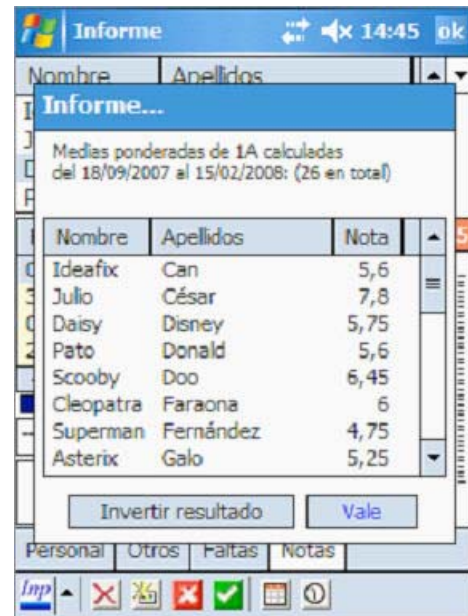 Informe 14:45 ok
Nombre Apellidos
Informe...
Medias ponderadas de 1A calculadas
del 18/09/2007 al 15/02/2008: (26 en total)
Nombre Apellidos Nota
Ideafix Can 5,6
Julio César 7,8
Daisy Disney 5,75
Pato Donald 5,6
Scooby Doo 6,45
Cleopatra Faraona 6
Superman Fernández 4,75
Asterix Galo 5,25
Invertir resultado Vale
Personal Otros Faltas Notas
Inp